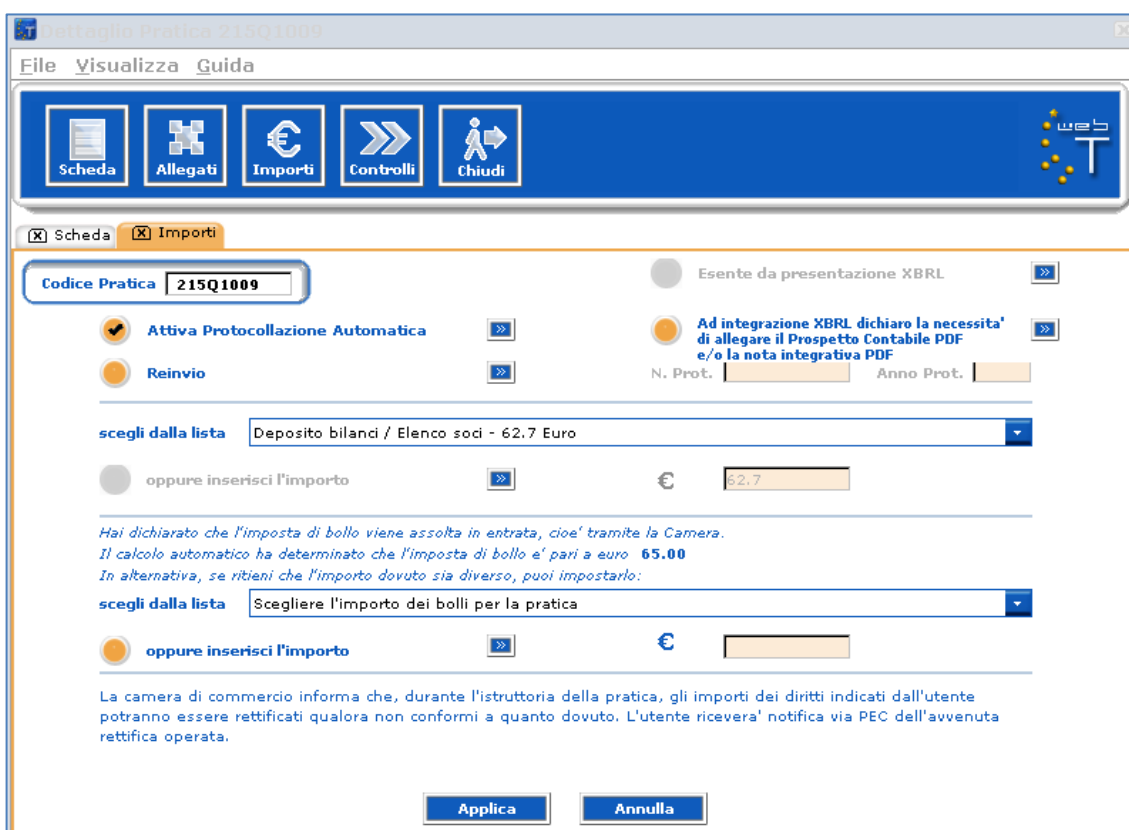 Dettaglio Pratica 215Q1009
File Visualizza Guida
Scheda Allegati Importi Controlli Chiudi
web T
Scheda Importi
Codice Pratica 215Q1009
Esente da presentazione XBRL
Attiva Protocollazione Automatica
Ad integrazione XBRL dichiaro la necessita'
di allegare il Prospetto Contabile PDF
e/o la nota integrativa PDF
Reinvio
N. Prot. Anno Prot.
scegli dalla lista Deposito bilanci / Elenco soci - 62.7 Euro
oppure inserisci l'importo € 62.7
Hai dichiarato che l'imposta di bollo viene assolta in entrata, cioe' tramite la Camera.
Il calcolo automatico ha determinato che l'imposta di bollo e' pari a euro 65.00
In alternativa, se ritieni che l'importo dovuto sia diverso, puoi impostarlo:
scegli dalla lista Scegliere l'importo dei bolli per la pratica
oppure inserisci l'importo €
La camera di commercio informa che, durante l'istruttoria della pratica, gli importi dei diritti indicati dall'utente
potranno essere rettificati qualora non conformi a quanto dovuto. L'utente ricevera' notifica via PEC dell'avvenuta
rettifica operata.
Applica Annulla